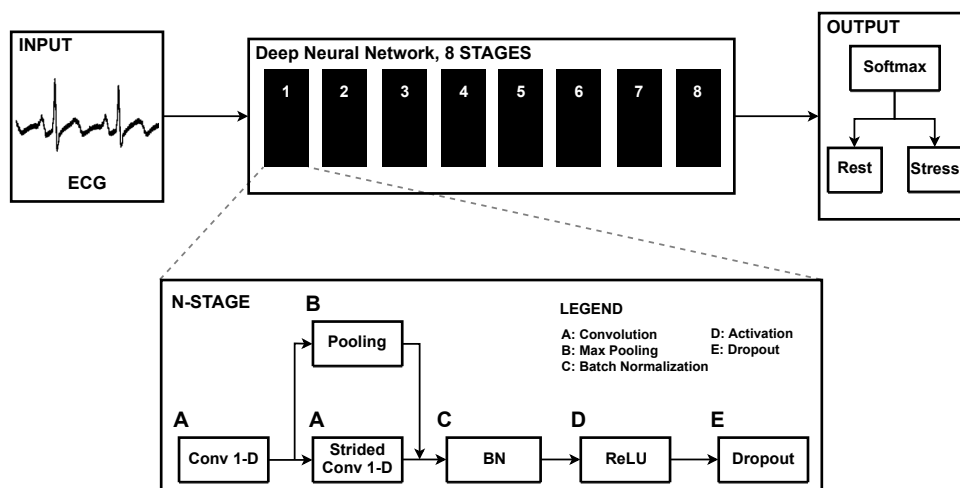 INPUT
ECG
Deep Neural Network, 8 STAGES
1 2 3 4 5 6 7 8
OUTPUT
Softmax
Rest
Stress
N-STAGE
B
Pooling
LEGEND
A: Convolution
B: Max Pooling
C: Batch Normalization
D: Activation
E: Dropout
A
Conv 1-D
A
Strided
Conv 1-D
C
BN
D
ReLU
E
Dropout